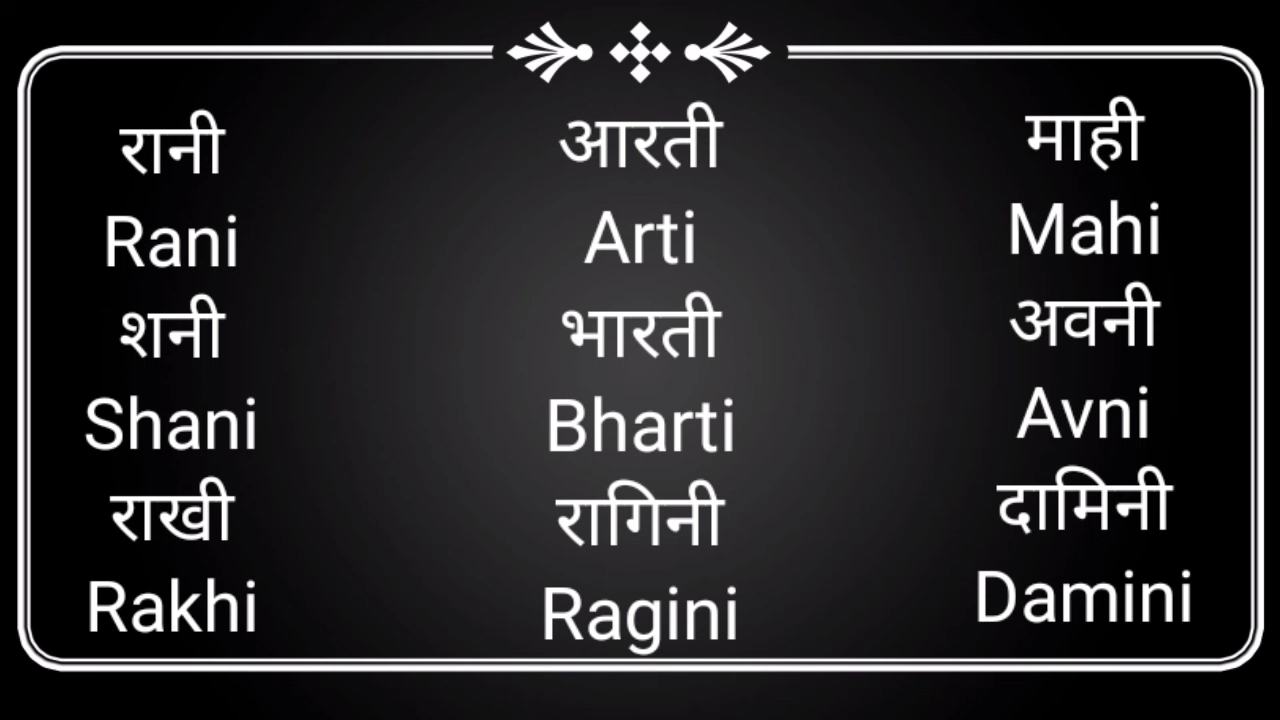 रानी
Rani
शनी
Shani
राखी
Rakhi
आरती
Arti
भारती
Bharti
रागिनी
Ragini
माही
Mahi
अवनी
Avni
दामिनी
Damini